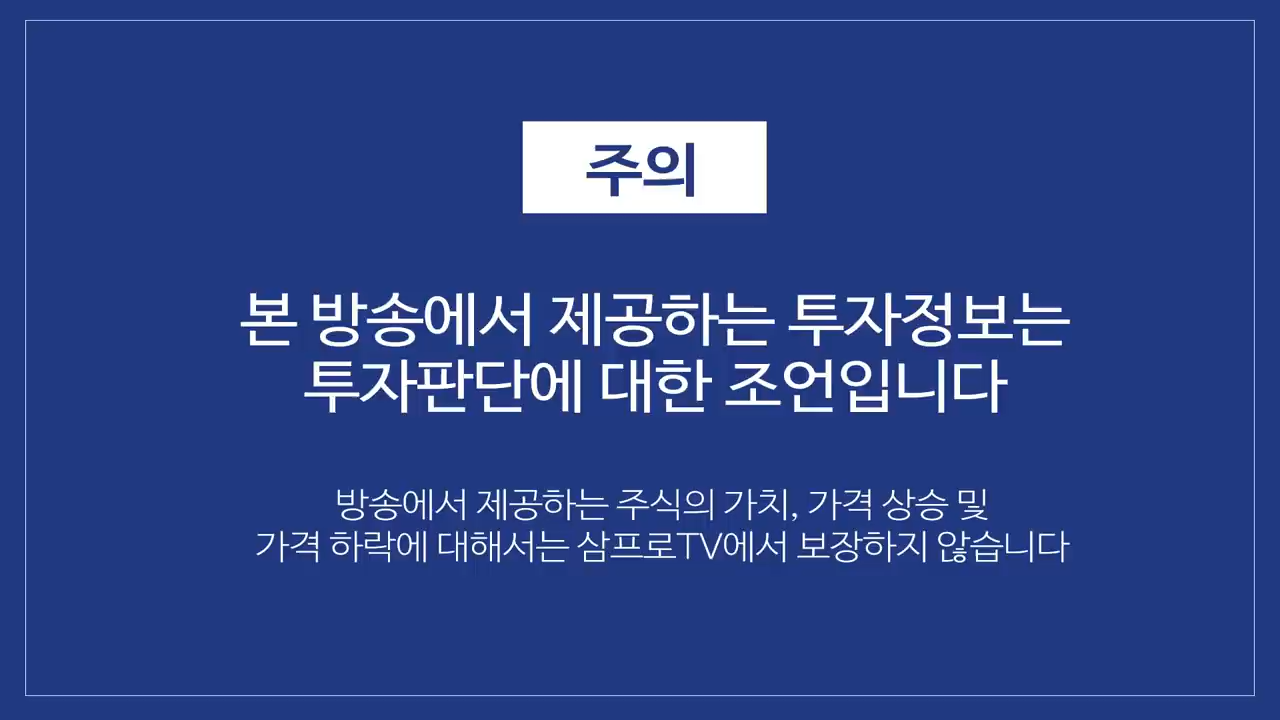 주의
본 방송에서 제공하는 투자정보는
투자판단에 대한 조언입니다
방송에서 제공하는 주식의 가치, 가격 상승 및
가격 하락에 대해서는 삼프로TV에서 보장하지 않습니다